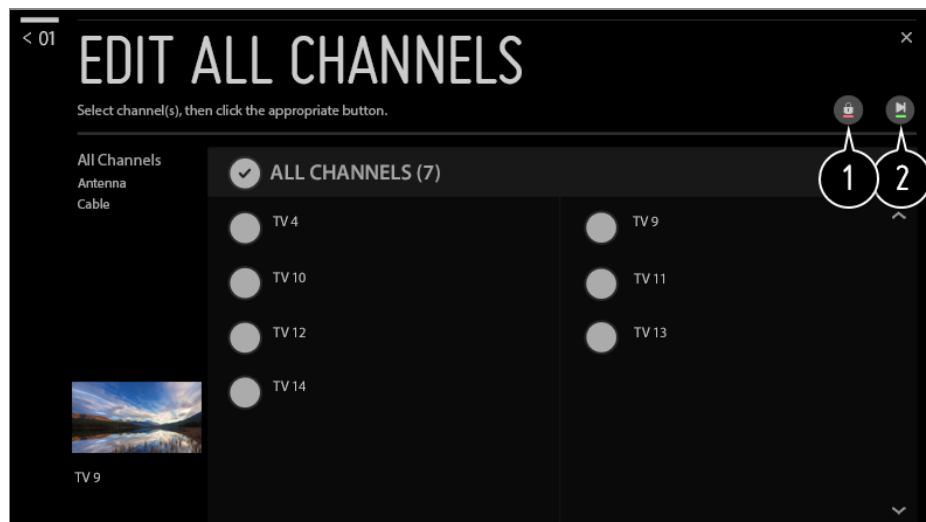 < 01
EDIT ALL CHANNELS
Select channel(s), then click the appropriate button.
1
2
All Channels
Antenna
Cable
ALL CHANNELS (7)
TV 4
TV 9
TV 10
TV 11
TV 12
TV 13
TV 14
TV 9